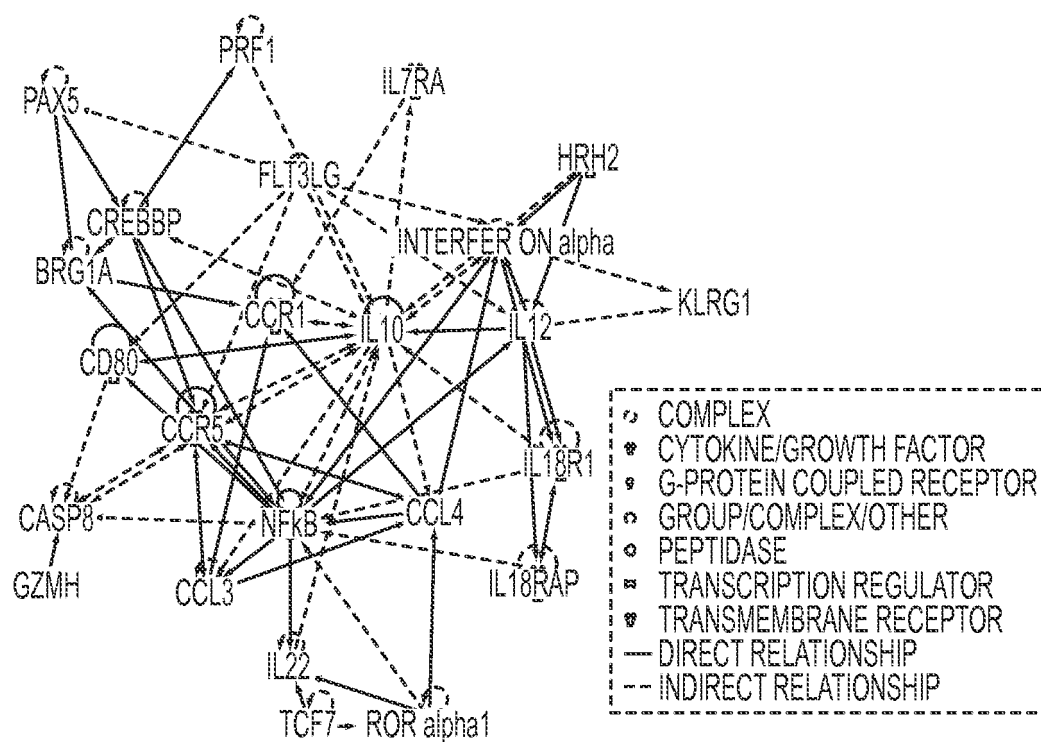 PRF1
IL7RA
PAX5
HRH2
FLT3LG
CREBBP
INTERFER ON alpha
BRG1A
KLRG1
CCR1
IL10
IL12
CD80
CCR5
IL18R1
CASP8
NFkB
CCL4
GZMH
CCL3
IL18RAP
IL22
TCF7
ROR alpha1
COMPLEX
CYTOKINE/GROWTH FACTOR
G-PROTEIN COUPLED RECEPTOR
GROUP/COMPLEX/OTHER
PEPTIDASE
TRANSCRIPTION REGULATOR
TRANSMEMBRANE RECEPTOR
DIRECT RELATIONSHIP
INDIRECT RELATIONSHIP